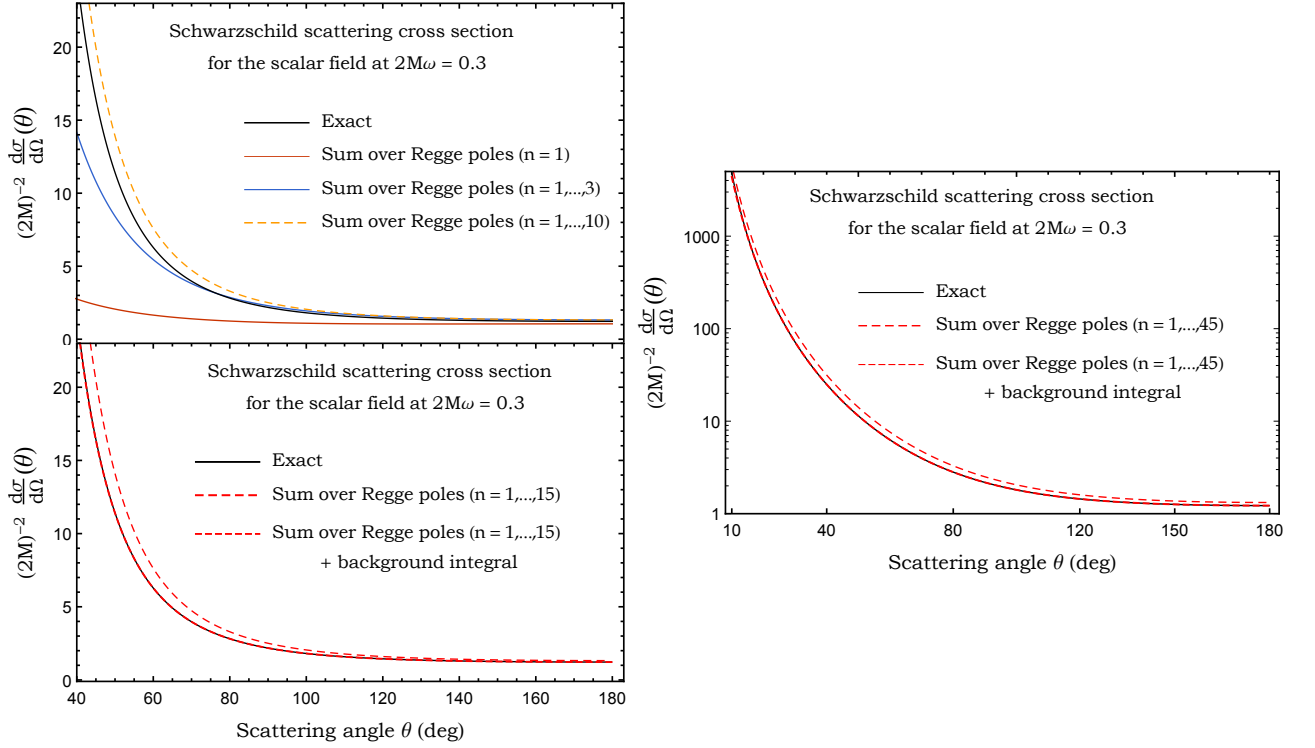 Schwarzschild scattering cross section
for the scalar field at 2Mω = 0.3
Exact
Sum over Regge poles (n = 1)
Sum over Regge poles (n = 1,...,3)
Sum over Regge poles (n = 1,...,10)
(2M)⁻² dσ/dΩ (θ)
20
15
10
5
0
Schwarzschild scattering cross section
for the scalar field at 2Mω = 0.3
Exact
Sum over Regge poles (n = 1,...,15)
Sum over Regge poles (n = 1,...,15)
+ background integral
(2M)⁻² dσ/dΩ (θ)
20
15
10
5
0
40 60 80 100 120 140 160 180
Scattering angle θ (deg)
Schwarzschild scattering cross section
for the scalar field at 2Mω = 0.3
Exact
Sum over Regge poles (n = 1,...,45)
Sum over Regge poles (n = 1,...,45)
+ background integral
(2M)⁻² dσ/dΩ (θ)
1000
100
10
1
10 40 80 120 150 180
Scattering angle θ (deg)